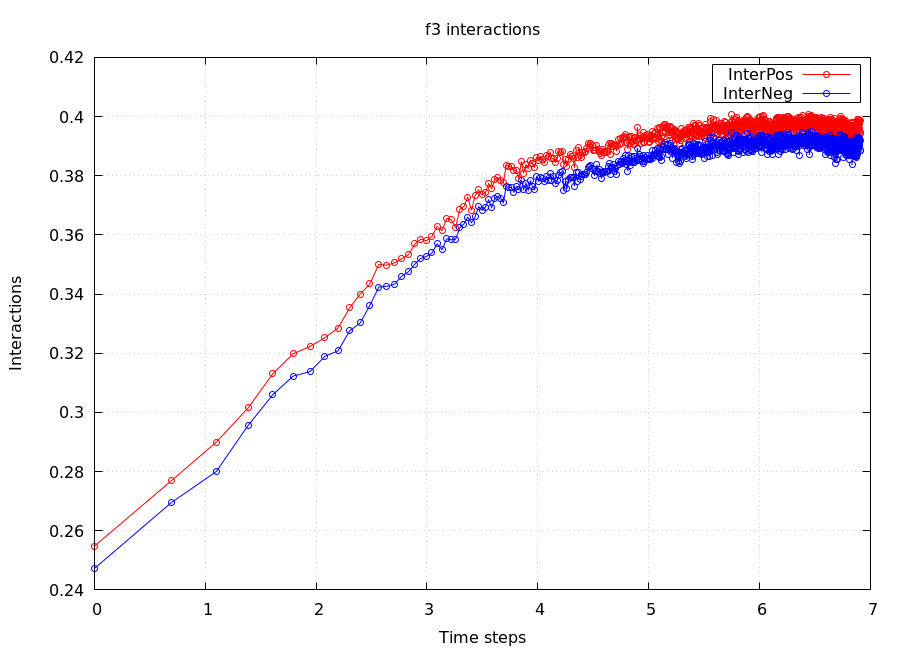 f3 interactions
InterPos
InterNeg
Interactions
0.42
0.4
0.38
0.36
0.34
0.32
0.3
0.28
0.26
0.24
0 1 2 3 4 5 6 7
Time steps